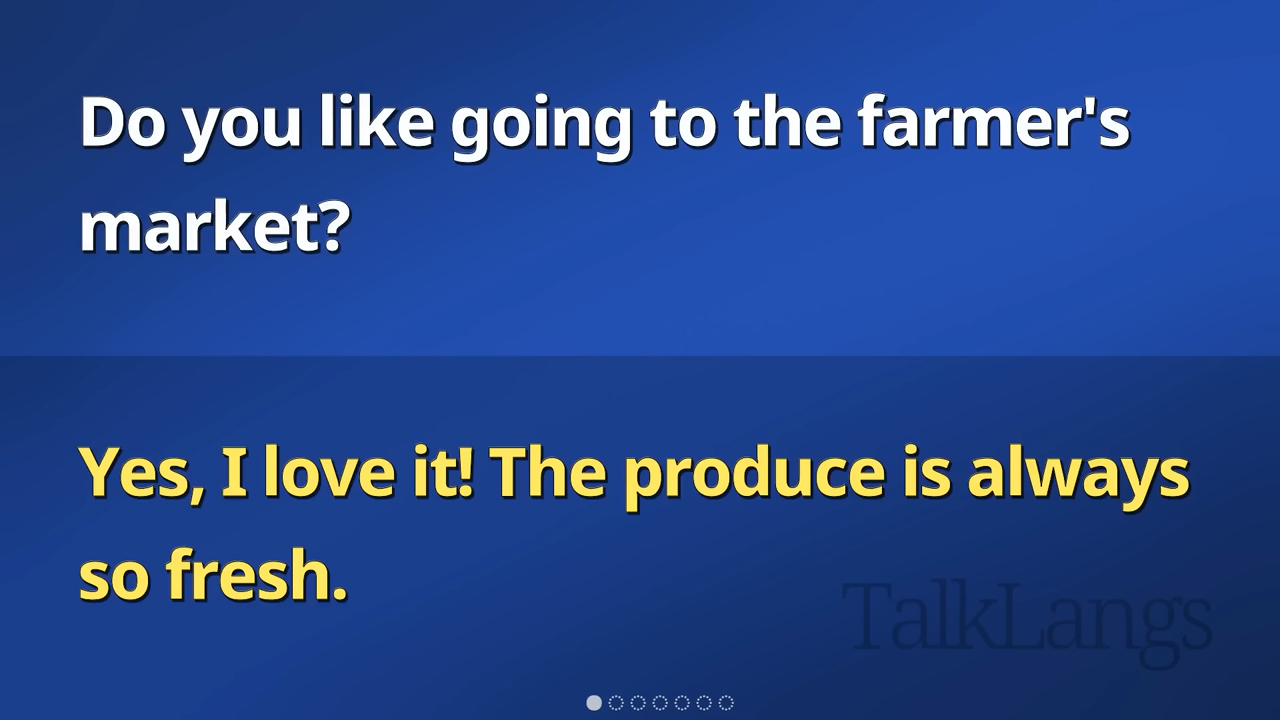 Do you like going to the farmer's
market?
Yes, I love it! The produce is always
so fresh.
TalkLangs